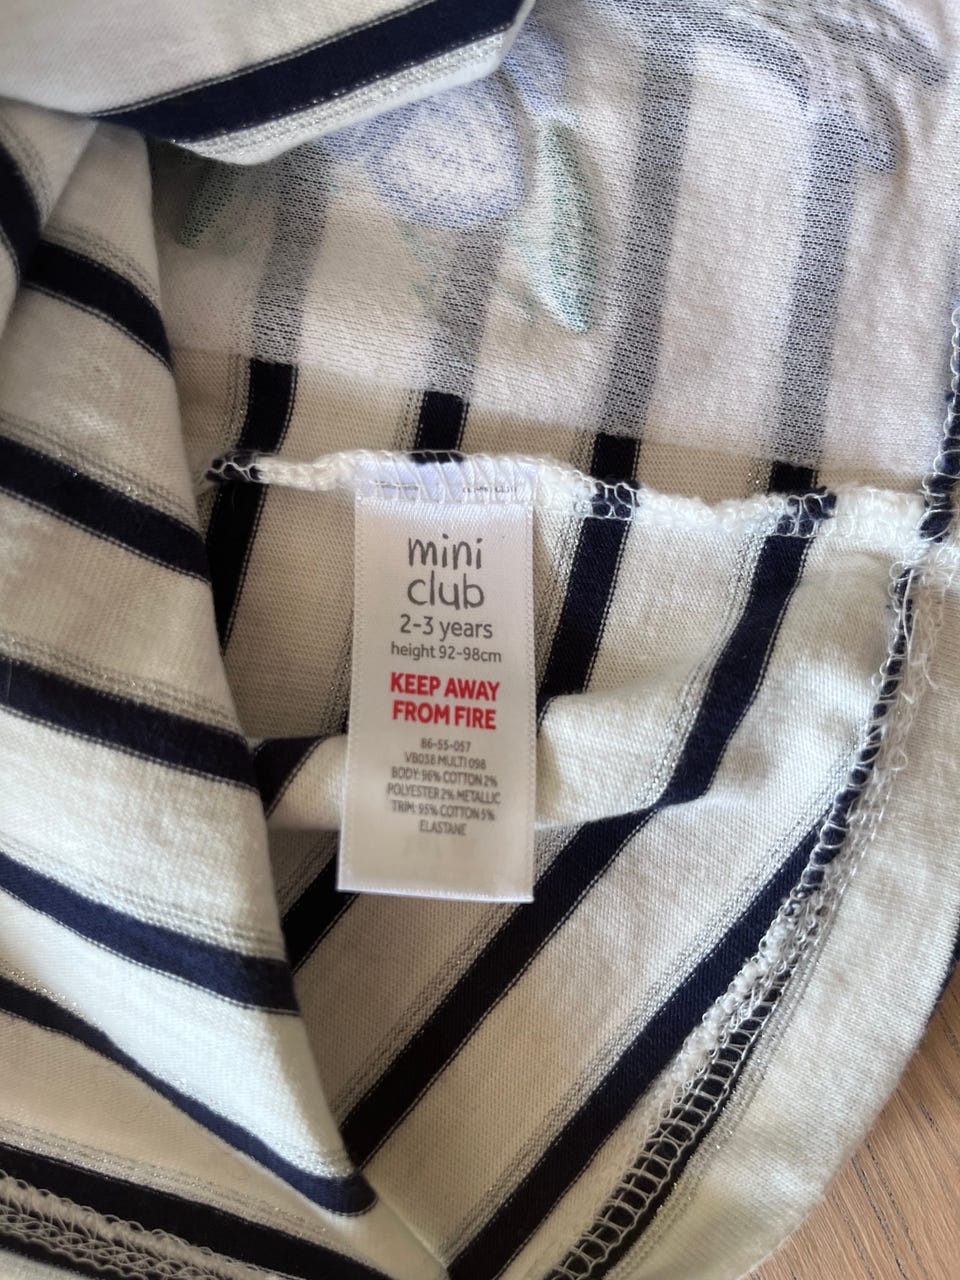 mini
club
2-3 years
height 92-98cm
KEEP AWAY
FROM FIRE
86-55-057
VB038 MULTI 098
BODY: 96% COTTON 2%
POLYESTER 2% METALLIC
TRIM: 95% COTTON 5%
ELASTANE